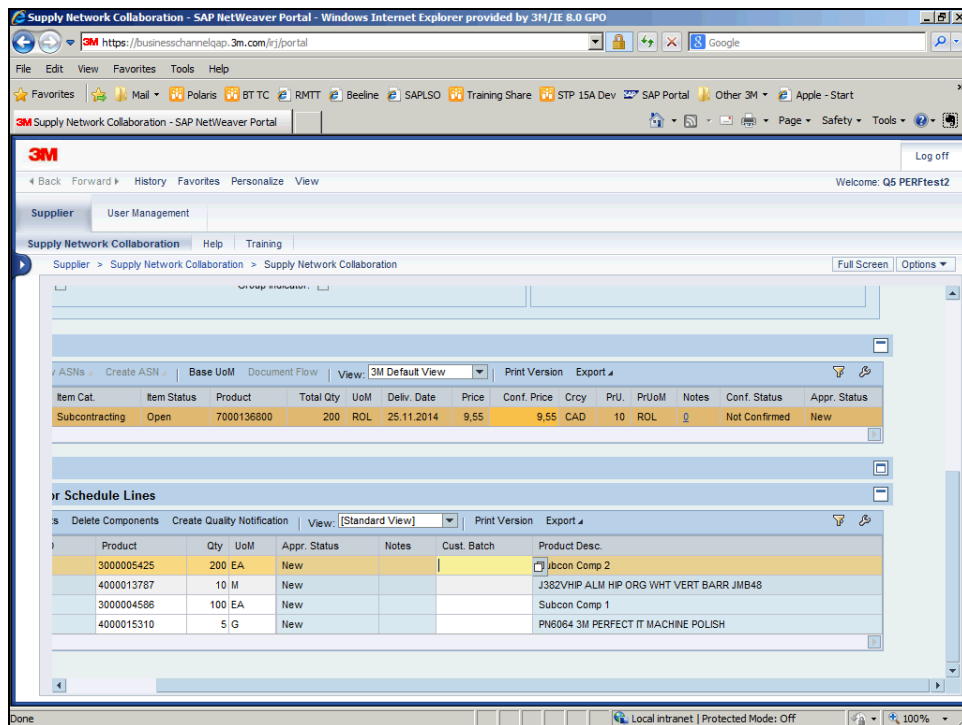 Supply Network Collaboration - SAP NetWeaver Portal - Windows Internet Explorer provided by 3M/IE 8.0 GPO
3M https://businesschannelqap.3m.com/irj/portal Google
File Edit View Favorites Tools Help
Favorites Mail Polaris BT TC RMTT Beeline SAPLSO Training Share STP 15A Dev SAP Portal Other 3M Apple - Start
3M Supply Network Collaboration - SAP NetWeaver Portal Page Safety Tools
3M Log off
Back Forward History Favorites Personalize View Welcome: Q5 PERFtest2
Supplier User Management
Supply Network Collaboration Help Training
Supplier > Supply Network Collaboration > Supply Network Collaboration Full Screen Options
Group Indicator:
ASNs Create ASN Base UoM Document Flow View: 3M Default View Print Version Export
Item Cat. Item Status Product Total Qty UoM Deliv. Date Price Conf. Price Crcy PrU. PrUoM Notes Conf. Status Appr. Status
Subcontracting Open 7000136800 200 ROL 25.11.2014 9,55 9,55 CAD 10 ROL 0 Not Confirmed New
or Schedule Lines
Delete Components Create Quality Notification View: [Standard View] Print Version Export
Product Qty UoM Appr. Status Notes Cust. Batch Product Desc.
3000005425 200 EA New ubcon Comp 2
4000013787 10 M New J382VHIP ALM HIP ORG WHT VERT BARR JMB48
3000004586 100 EA New Subcon Comp 1
4000015310 5 G New PN6064 3M PERFECT IT MACHINE POLISH
Done Local intranet | Protected Mode: Off 100%